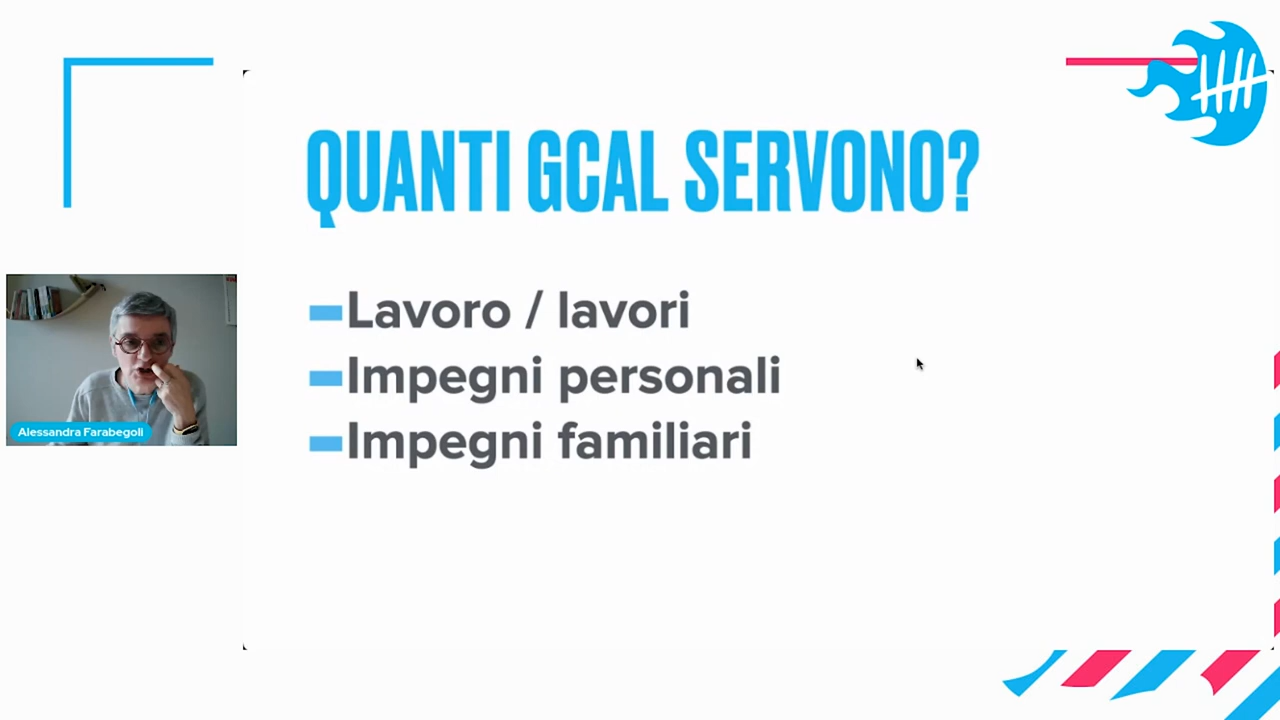 QUANTI GCAL SERVONO?
Lavoro / lavori
Impegni personali
Impegni familiari
Alessandra Farabegoli